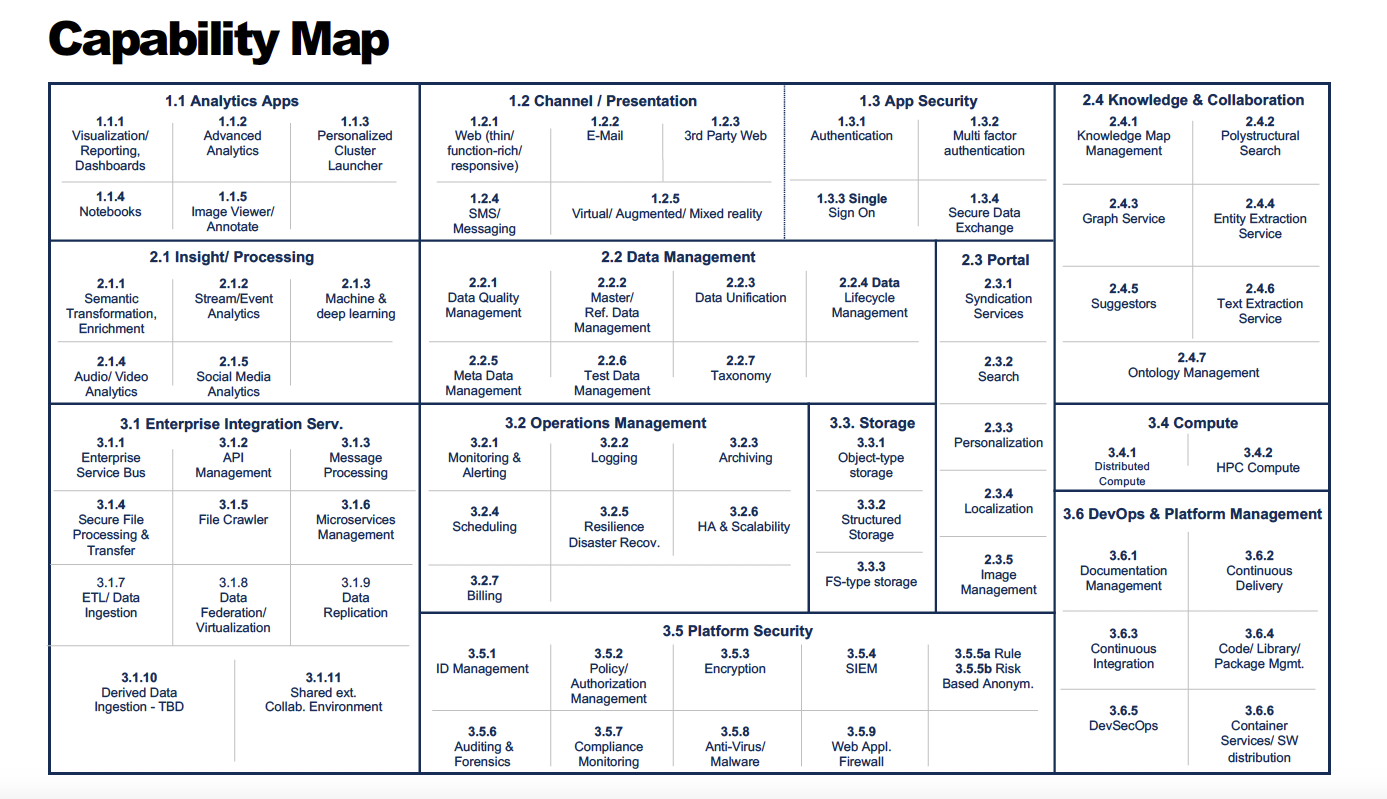 Capability Map
1.1 Analytics Apps
1.1.1
Visualization/
Reporting,
Dashboards
1.1.2
Advanced
Analytics
1.1.3
Personalized
Cluster
Launcher
1.1.4
Notebooks
1.1.5
Image Viewer/
Annotate
1.2 Channel / Presentation
1.2.1
Web (thin/
function-rich/
responsive)
1.2.2
E-Mail
1.2.3
3rd Party Web
1.2.4
SMS/
Messaging
1.2.5
Virtual/ Augmented/ Mixed reality
1.3 App Security
1.3.1
Authentication
1.3.2
Multi factor
authentication
1.3.3 Single
Sign On
1.3.4
Secure Data
Exchange
2.4 Knowledge & Collaboration
2.4.1
Knowledge Map
Management
2.4.2
Polystructural
Search
2.4.3
Graph Service
2.4.4
Entity Extraction
Service
2.4.5
Suggestors
2.4.6
Text Extraction
Service
2.4.7
Ontology Management
2.1 Insight/ Processing
2.1.1
Semantic
Transformation,
Enrichment
2.1.2
Stream/Event
Analytics
2.1.3
Machine &
deep learning
2.1.4
Audio/ Video
Analytics
2.1.5
Social Media
Analytics
2.2 Data Management
2.2.1
Data Quality
Management
2.2.2
Master/
Ref. Data
Management
2.2.3
Data Unification
2.2.4 Data
Lifecycle
Management
2.2.5
Meta Data
Management
2.2.6
Test Data
Management
2.2.7
Taxonomy
2.3 Portal
2.3.1
Syndication
Services
2.3.2
Search
2.3.3
Personalization
2.3.4
Localization
2.3.5
Image
Management
3.1 Enterprise Integration Serv.
3.1.1
Enterprise
Service Bus
3.1.2
API
Management
3.1.3
Message
Processing
3.1.4
Secure File
Processing &
Transfer
3.1.5
File Crawler
3.1.6
Microservices
Management
3.1.7
ETL/ Data
Ingestion
3.1.8
Data
Federation/
Virtualization
3.1.9
Data
Replication
3.1.10
Derived Data
Ingestion - TBD
3.1.11
Shared ext.
Collab. Environment
3.2 Operations Management
3.2.1
Monitoring &
Alerting
3.2.2
Logging
3.2.3
Archiving
3.2.4
Scheduling
3.2.5
Resilience
Disaster Recov.
3.2.6
HA & Scalability
3.2.7
Billing
3.3. Storage
3.3.1
Object-type
storage
3.3.2
Structured
Storage
3.3.3
FS-type storage
3.4 Compute
3.4.1
Distributed
Compute
3.4.2
HPC Compute
3.5 Platform Security
3.5.1
ID Management
3.5.2
Policy/
Authorization
Management
3.5.3
Encryption
3.5.4
SIEM
3.5.5a Rule
3.5.5b Risk
Based Anonym.
3.5.6
Auditing &
Forensics
3.5.7
Compliance
Monitoring
3.5.8
Anti-Virus/
Malware
3.5.9
Web Appl.
Firewall
3.6 DevOps & Platform Management
3.6.1
Documentation
Management
3.6.2
Continuous
Delivery
3.6.3
Continuous
Integration
3.6.4
Code/ Library/
Package Mgmt.
3.6.5
DevSecOps
3.6.6
Container
Services/ SW
distribution